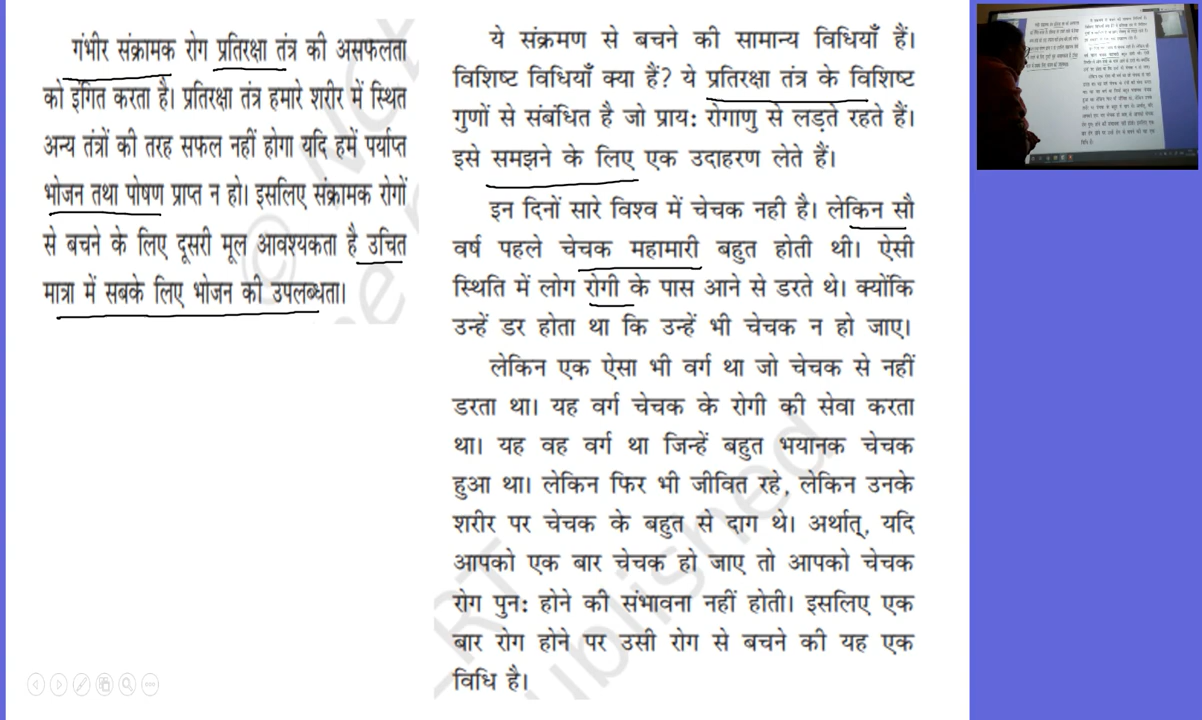 गंभीर संक्रामक रोग प्रतिरक्षा तंत्र की असफलता
को इंगित करता है। प्रतिरक्षा तंत्र हमारे शरीर में स्थित
अन्य तंत्रों की तरह सफल नहीं होगा यदि हमें पर्याप्त
भोजन तथा पोषण प्राप्त न हो। इसलिए संक्रामक रोगों
से बचने के लिए दूसरी मूल आवश्यकता है उचित
मात्रा में सबके लिए भोजन की उपलब्धता।
ये संक्रमण से बचने की सामान्य विधियाँ हैं।
विशिष्ट विधियाँ क्या हैं? ये प्रतिरक्षा तंत्र के विशिष्ट
गुणों से संबंधित है जो प्राय: रोगाणु से लड़ते रहते हैं।
इसे समझने के लिए एक उदाहरण लेते हैं।
इन दिनों सारे विश्व में चेचक नही है। लेकिन सौ
वर्ष पहले चेचक महामारी बहुत होती थी। ऐसी
स्थिति में लोग रोगी के पास आने से डरते थे। क्योंकि
उन्हें डर होता था कि उन्हें भी चेचक न हो जाए।
लेकिन एक ऐसा भी वर्ग था जो चेचक से नहीं
डरता था। यह वर्ग चेचक के रोगी की सेवा करता
था। यह वह वर्ग था जिन्हें बहुत भयानक चेचक
हुआ था। लेकिन फिर भी जीवित रहे, लेकिन उनके
शरीर पर चेचक के बहुत से दाग थे। अर्थात्, यदि
आपको एक बार चेचक हो जाए तो आपको चेचक
रोग पुन: होने की संभावना नहीं होती। इसलिए एक
बार रोग होने पर उसी रोग से बचने की यह एक
विधि है।